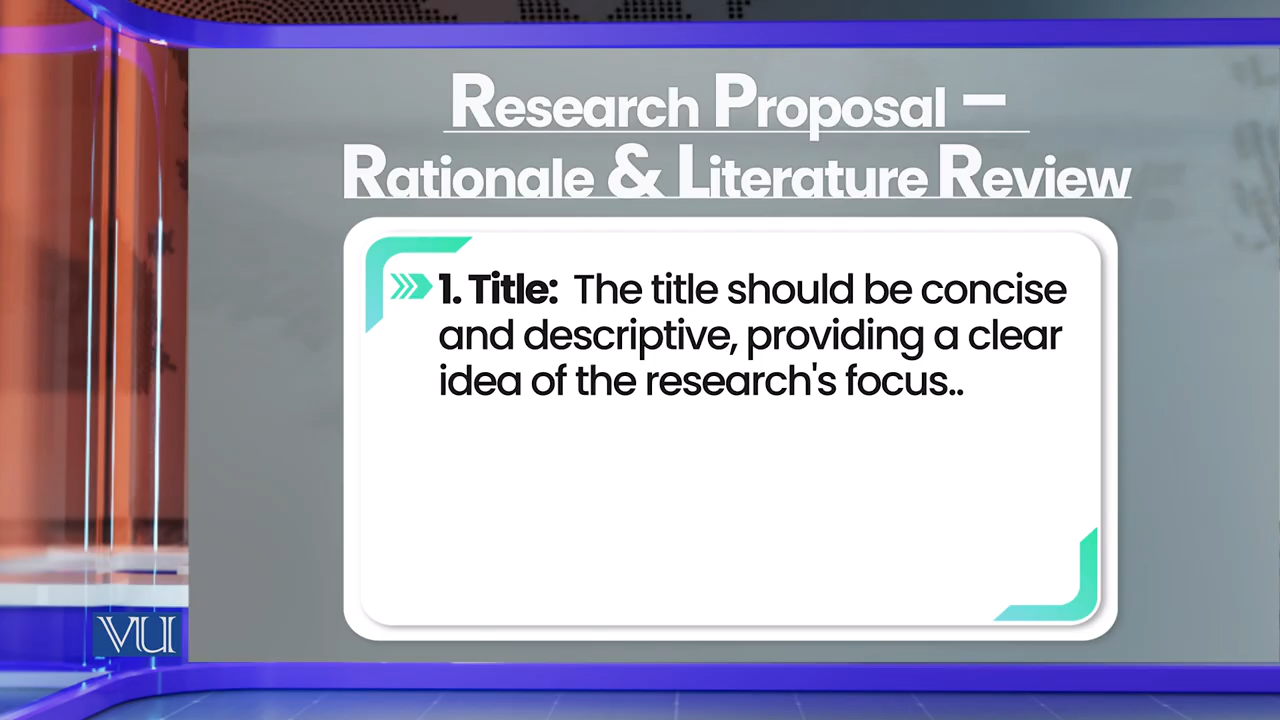 Research Proposal –
Rationale & Literature Review
1. Title: The title should be concise
and descriptive, providing a clear
idea of the research's focus..
VU